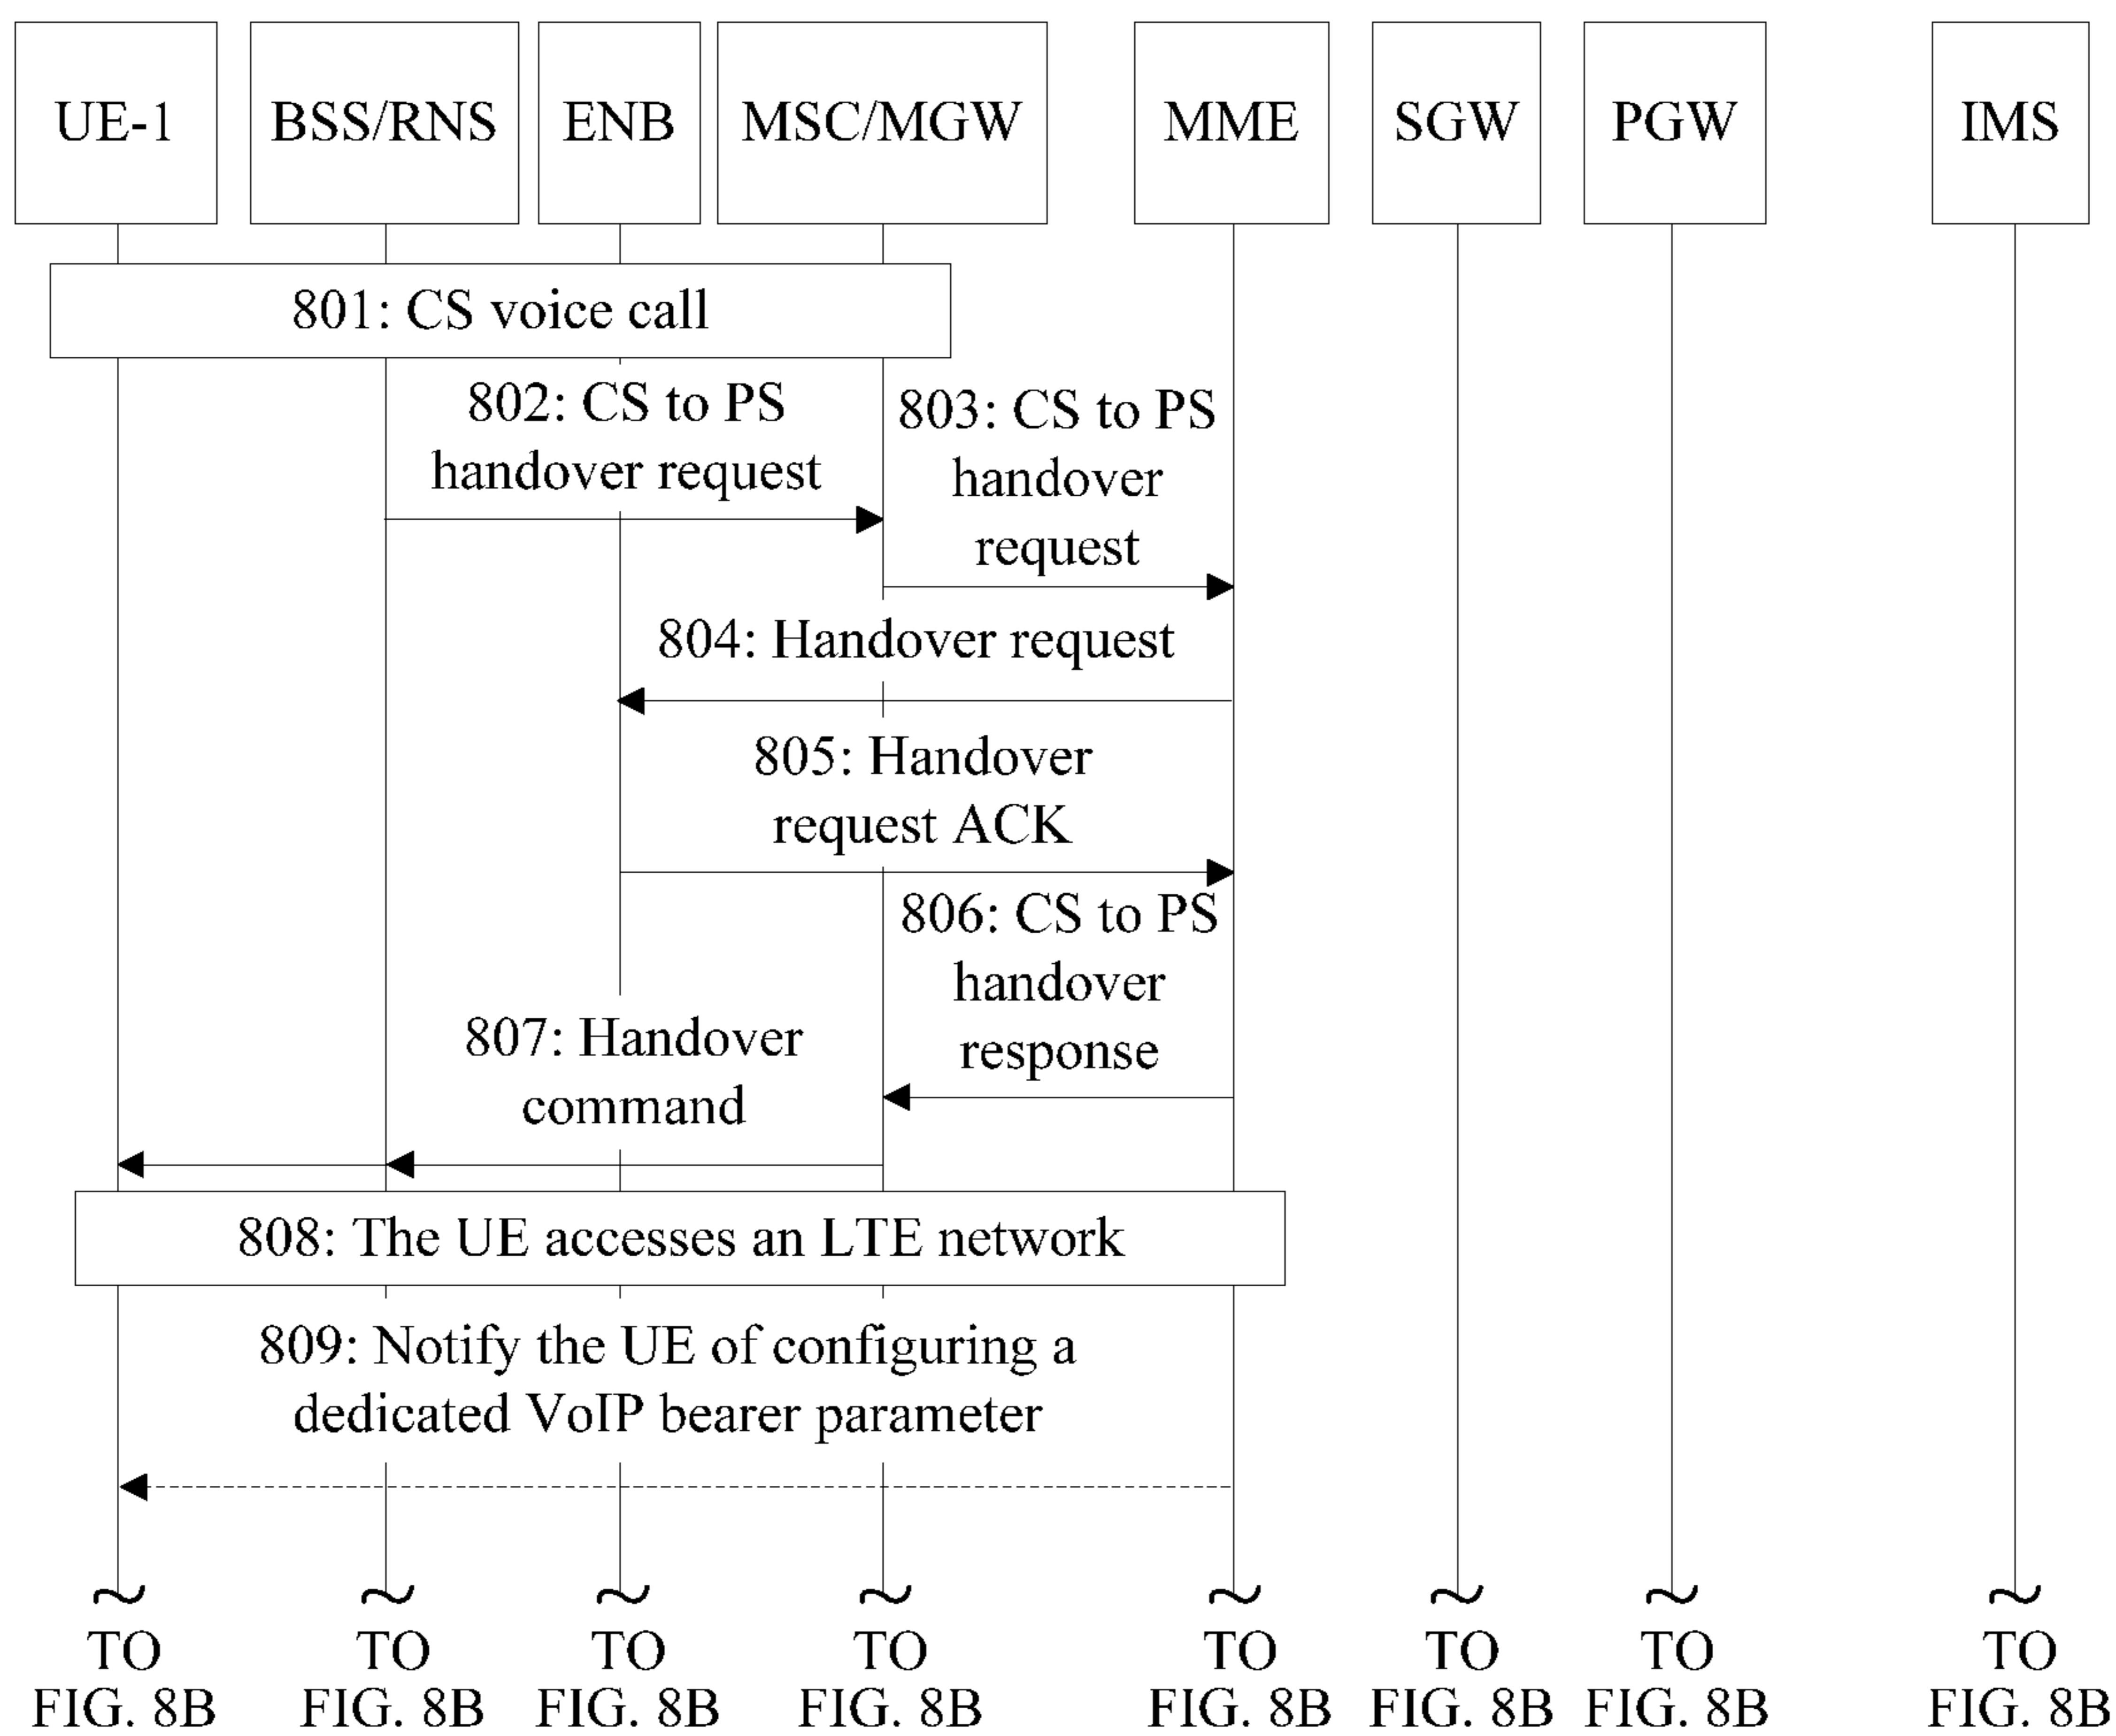 UE-1
BSS/RNS
ENB
MSC/MGW
MME
SGW
PGW
IMS
801: CS voice call
802: CS to PS
handover request
803: CS to PS
handover
request
804: Handover request
805: Handover
request ACK
806: CS to PS
handover
response
807: Handover
command
808: The UE accesses an LTE network
809: Notify the UE of configuring a
dedicated VoIP bearer parameter
TO
FIG. 8B
TO
FIG. 8B
TO
FIG. 8B
TO
FIG. 8B
TO
FIG. 8B
TO
FIG. 8B
TO
FIG. 8B
TO
FIG. 8B